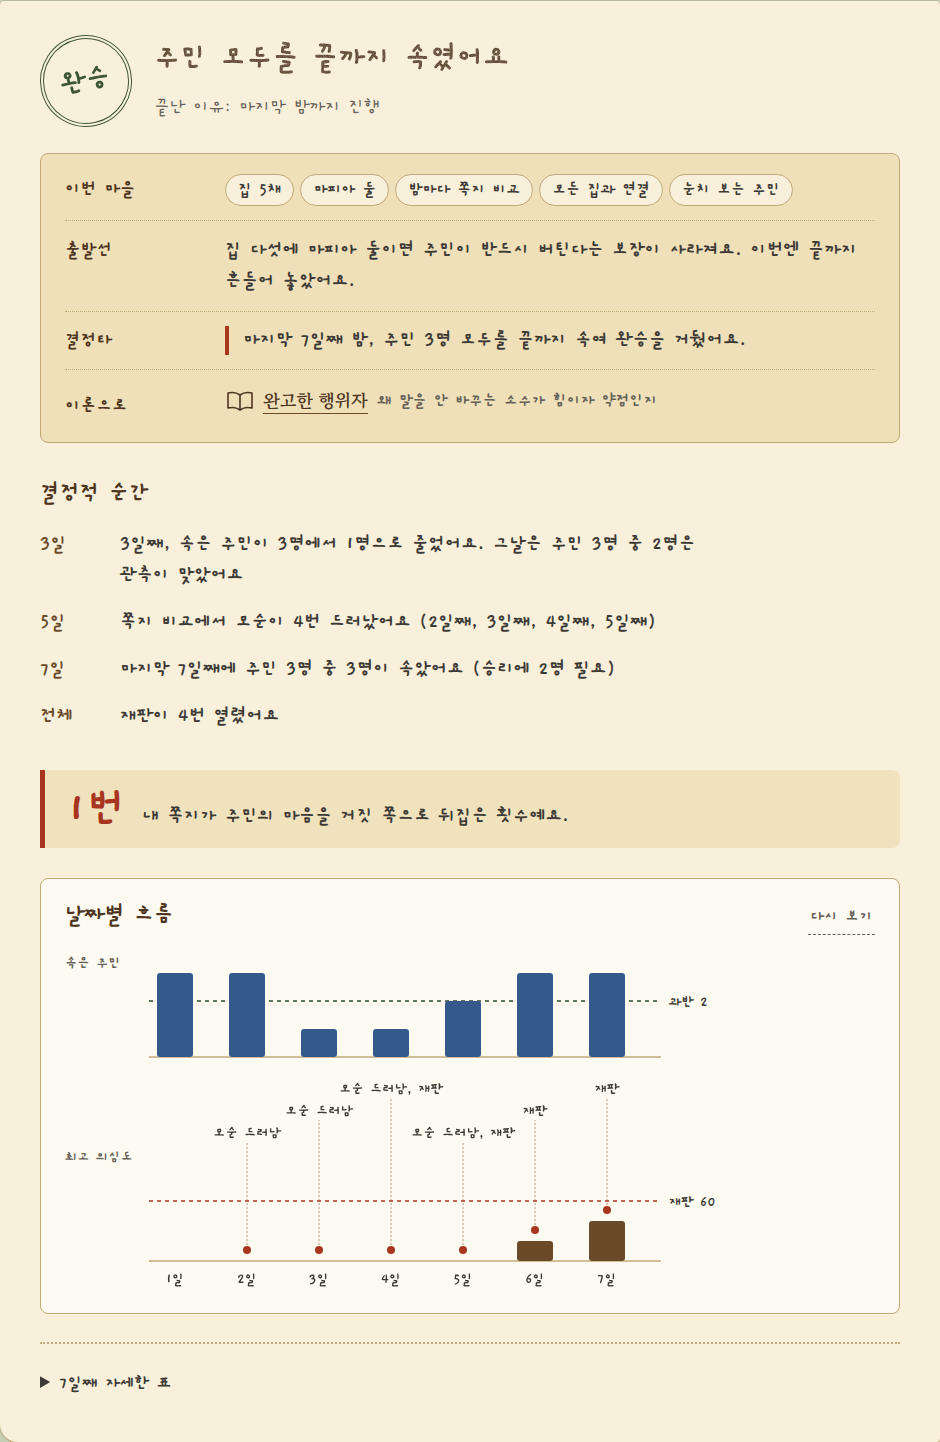 완승
주민 모두를 끝까지 속였어요
끝난 이유: 마지막 밤까지 진행
이번 마을
집 5채
마피아 둘
밤마다 쪽지 비교
모든 집과 연결
눈치 보는 주민
출발선
집 다섯에 마피아 둘이면 주민이 반드시 버틴다는 보장이 사라져요. 이번엔 끝까지
흔들어 놓았어요.
결정타
마지막 7일째 밤, 주민 3명 모두를 끝까지 속여 완승을 거뒀어요.
이론으로
완고한 행위자 왜 말을 안 바꾸는 소수가 힘이자 약점인지
결정적 순간
3일
3일째, 속은 주민이 3명에서 1명으로 줄었어요. 그날은 주민 3명 중 2명은
관측이 맞았어요
5일
쪽지 비교에서 모순이 4번 드러났어요 (2일째, 3일째, 4일째, 5일째)
7일
마지막 7일째에 주민 3명 중 3명이 속았어요 (승리에 2명 필요)
전체
재판이 4번 열렸어요
1번 내 쪽지가 주민의 마음을 거짓 쪽으로 뒤집은 횟수예요.
날짜별 흐름
다시 보기
속은 주민
과반 2
모순 드러남, 재판
재판
모순 드러남
재판
모순 드러남
모순 드러남, 재판
최고 의심도
재판 60
1일 2일 3일 4일 5일 6일 7일
▶ 7일째 자세한 표